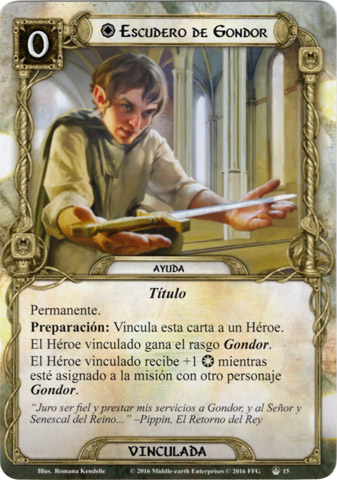 0
Escudero de Gondor
AYUDA
Título
Permanente.
Preparación: Vincula esta carta a un Héroe.
El Héroe vinculado gana el rasgo Gondor.
El Héroe vinculado recibe +1 mientras
esté asignado a la misión con otro personaje
Gondor.
“Juro ser fiel y prestar mis servicios a Gondor, y al Señor y
Senescal del Reino...” ~Pippin, El Retorno del Rey
VINCULADA
Illus. Romana Kendelic © 2016 Middle-earth Enterprises © 2016 FFG 15